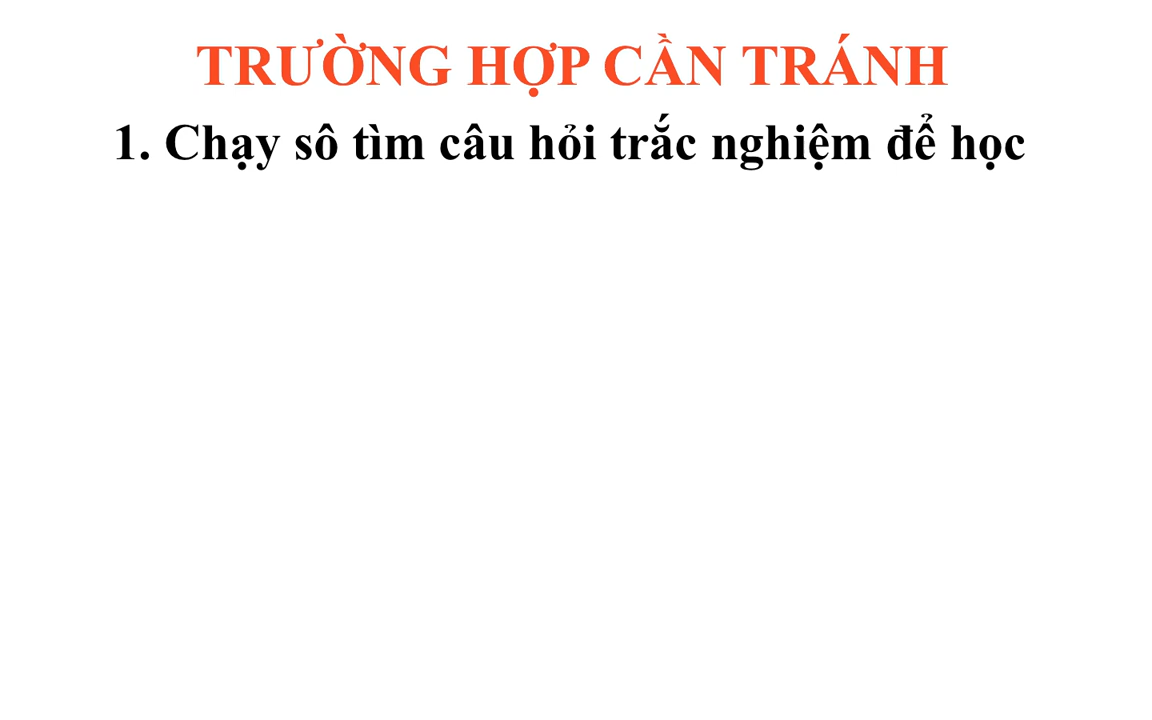 TRƯỜNG HỢP CẦN TRÁNH
1. Chạy sô tìm câu hỏi trắc nghiệm để học